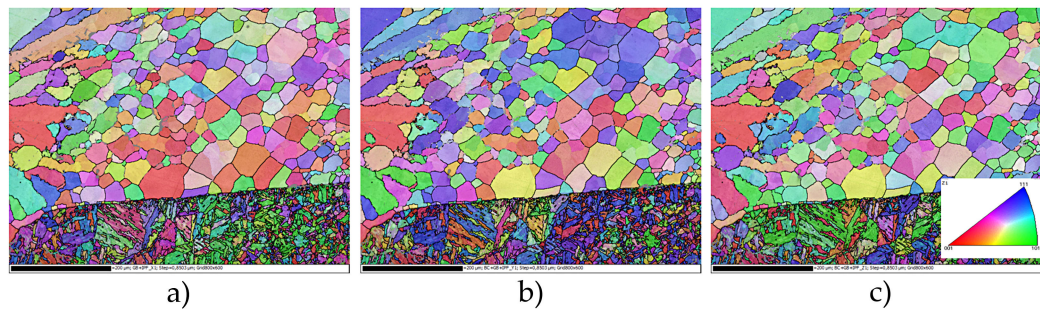 Z1
111
001
101
=200 µm; GB+IPF_X1; Step=0,8503 µm; Grid800x600
=200 µm; BC+GB+IPF_Y1; Step=0,8503 µm; Grid800x600
=200 µm; BC+GB+IPF_Z1; Step=0,8503 µm; Grid800x600
a)
b)
c)